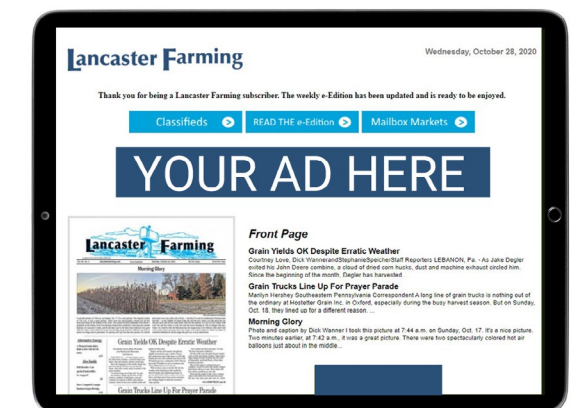 Lancaster Farming
Wednesday, October 28, 2020
Thank you for being a Lancaster Farming subscriber. The weekly e-Edition has been updated and is ready to be enjoyed.
Classifieds
READ THE e-Edition
Mailbox Markets
YOUR AD HERE
Lancaster Farming
Morning Glory
Grain Yields OK Despite Erratic Weather
Grain Trucks Line Up For Prayer Parade
Front Page
Grain Yields OK Despite Erratic Weather
Courtney Love, Dick WannerandStephanieSpeicherStaff Reporters LEBANON, Pa. - As Jake Degler
exited his John Deere combine, a cloud of dried corn husks, dust and machine exhaust circled him.
Since the beginning of the month, Degler has harvested
Grain Trucks Line Up For Prayer Parade
Marilyn Hershey Southeastern Pennsylvania Correspondent A long line of grain trucks is nothing out of
the ordinary at Hostetter Grain Inc. in Oxford, especially during the busy harvest season. But on Sunday,
Oct. 18, they lined up for a different reason. ...
Morning Glory
Photo and caption by Dick Wanner I took this picture at 7:44 a.m. on Sunday, Oct. 17. It's a nice picture.
Two minutes earlier, at 7:42 a.m., it was a great picture. There were two spectacularly colored hot air
balloons just about in the middle...